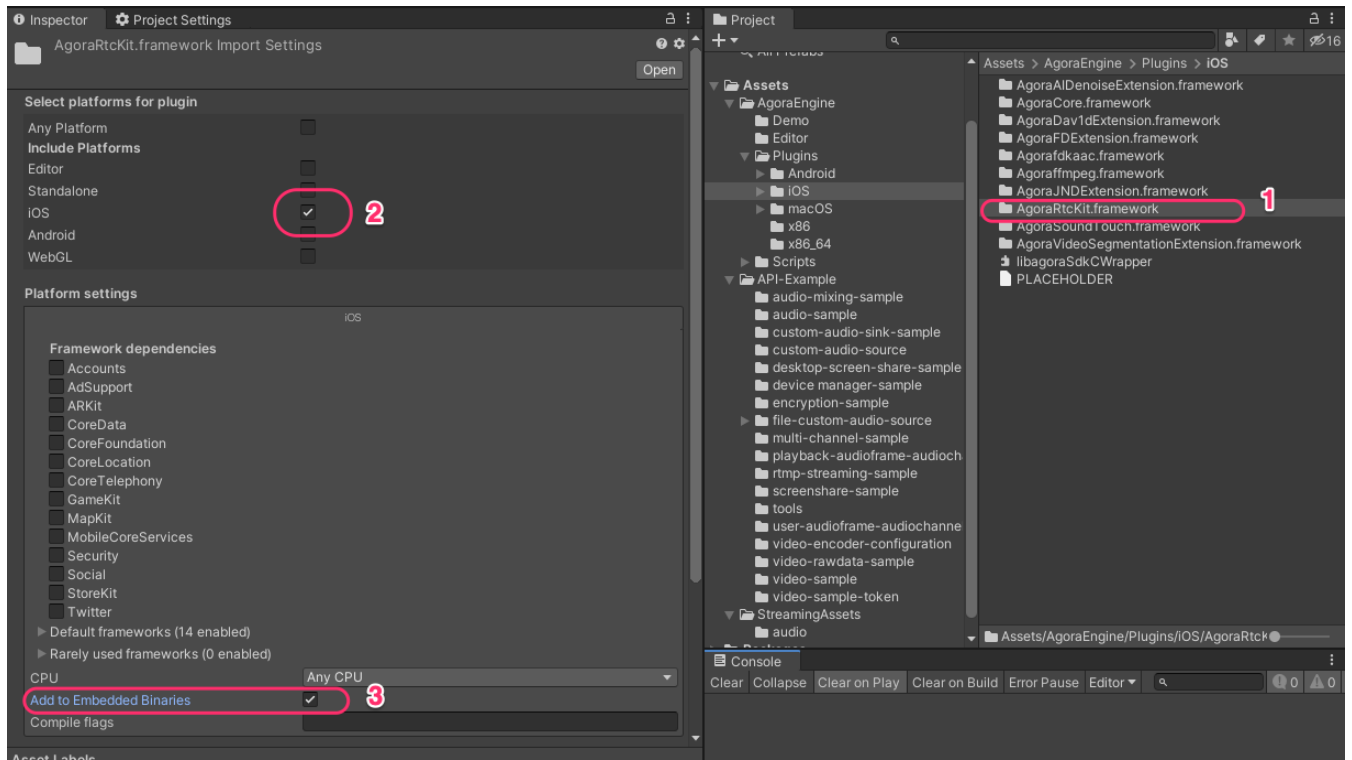 Inspector
Project Settings
AgoraRtcKit.framework Import Settings
Open
Select platforms for plugin
Any Platform
Include Platforms
Editor
Standalone
iOS
2
Android
WebGL
Platform settings
iOS
Framework dependencies
Accounts
AdSupport
ARKit
CoreData
CoreFoundation
CoreLocation
CoreTelephony
GameKit
MapKit
MobileCoreServices
Security
Social
StoreKit
Twitter
Default frameworks (14 enabled)
Rarely used frameworks (0 enabled)
CPU Any CPU
Add to Embedded Binaries 3
Compile flags
Asset Labels
Project
16
All Prefabs
Assets
AgoraEngine
Demo
Editor
Plugins
Android
iOS
macOS
x86
x86_64
Scripts
API-Example
audio-mixing-sample
audio-sample
custom-audio-sink-sample
custom-audio-source
desktop-screen-share-sample
device manager-sample
encryption-sample
file-custom-audio-source
multi-channel-sample
playback-audioframe-audioch
rtmp-streaming-sample
screenshare-sample
tools
user-audioframe-audiochanne
video-encoder-configuration
video-rawdata-sample
video-sample
video-sample-token
StreamingAssets
audio
Packages
Assets > AgoraEngine > Plugins > iOS
AgoraAIDenoiseExtension.framework
AgoraCore.framework
AgoraDav1dExtension.framework
AgoraFDExtension.framework
Agorafdkaac.framework
Agoraffmpeg.framework
AgoraJNDExtension.framework
1
AgoraRtcKit.framework
AgoraSoundTouch.framework
AgoraVideoSegmentationExtension.framework
libagoraSdkCWrapper
PLACEHOLDER
Assets/AgoraEngine/Plugins/iOS/AgoraRtcK
Console
Clear Collapse Clear on Play Clear on Build Error Pause Editor 0 0